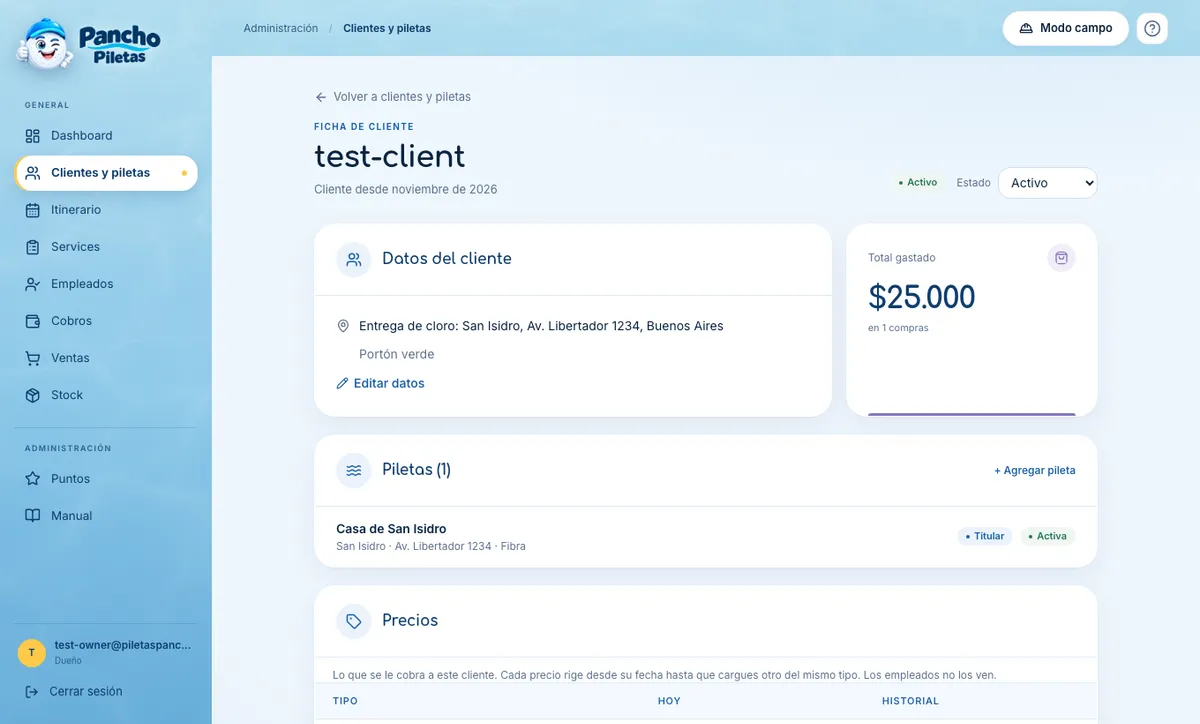 Pancho
Piletas
Administración / Clientes y piletas
Modo campo
GENERAL
Dashboard
Clientes y piletas
Itinerario
Services
Empleados
Cobros
Ventas
Stock
ADMINISTRACIÓN
Puntos
Manual
T
test-owner@piletaspanc...
Dueño
Cerrar sesión
Volver a clientes y piletas
FICHA DE CLIENTE
test-client
Cliente desde noviembre de 2026
Activo
Estado
Activo
Datos del cliente
Entrega de cloro: San Isidro, Av. Libertador 1234, Buenos Aires
Portón verde
Editar datos
Total gastado
$25.000
en 1 compras
Piletas (1)
+ Agregar pileta
Casa de San Isidro
San Isidro · Av. Libertador 1234 · Fibra
Titular
Activa
Precios
Lo que se le cobra a este cliente. Cada precio rige desde su fecha hasta que cargues otro del mismo tipo. Los empleados no los ven.
TIPO HOY HISTORIAL